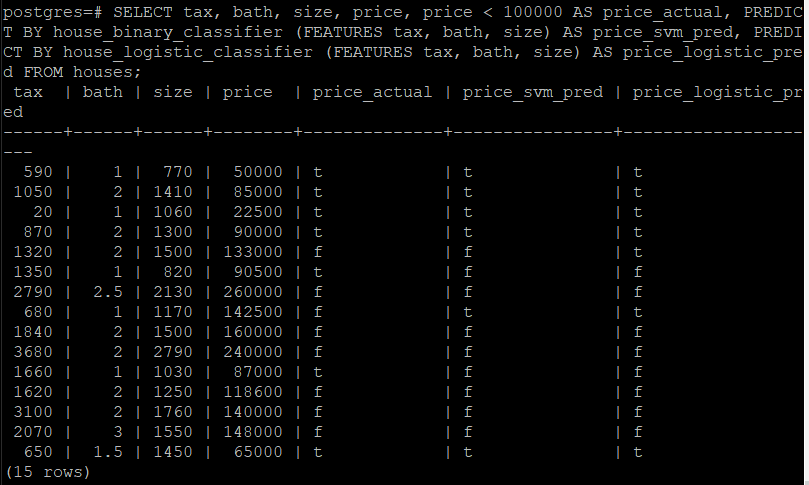 postgres=# SELECT tax, bath, size, price, price < 100000 AS price_actual, PREDIC
T BY house_binary_classifier (FEATURES tax, bath, size) AS price_svm_pred, PREDI
CT BY house_logistic_classifier (FEATURES tax, bath, size) AS price_logistic_pre
d FROM houses;
 tax  | bath | size | price  | price_actual | price_svm_pred | price_logistic_pr
ed
------+------+------+--------+--------------+----------------+------------------
---
  590 |    1 |  770 |  50000 | t            | t              | t
 1050 |    2 | 1410 |  85000 | t            | t              | t
   20 |    1 | 1060 |  22500 | t            | t              | t
  870 |    2 | 1300 |  90000 | t            | t              | t
 1320 |    2 | 1500 | 133000 | f            | f              | t
 1350 |    1 |  820 |  90500 | t            | f              | f
 2790 |  2.5 | 2130 | 260000 | f            | f              | f
  680 |    1 | 1170 | 142500 | f            | t              | t
 1840 |    2 | 1500 | 160000 | f            | f              | f
 3680 |    2 | 2790 | 240000 | f            | f              | f
 1660 |    1 | 1030 |  87000 | t            | f              | f
 1620 |    2 | 1250 | 118600 | f            | f              | f
 3100 |    2 | 1760 | 140000 | f            | f              | f
 2070 |    3 | 1550 | 148000 | f            | f              | f
  650 |  1.5 | 1450 |  65000 | t            | t              | t
(15 rows)